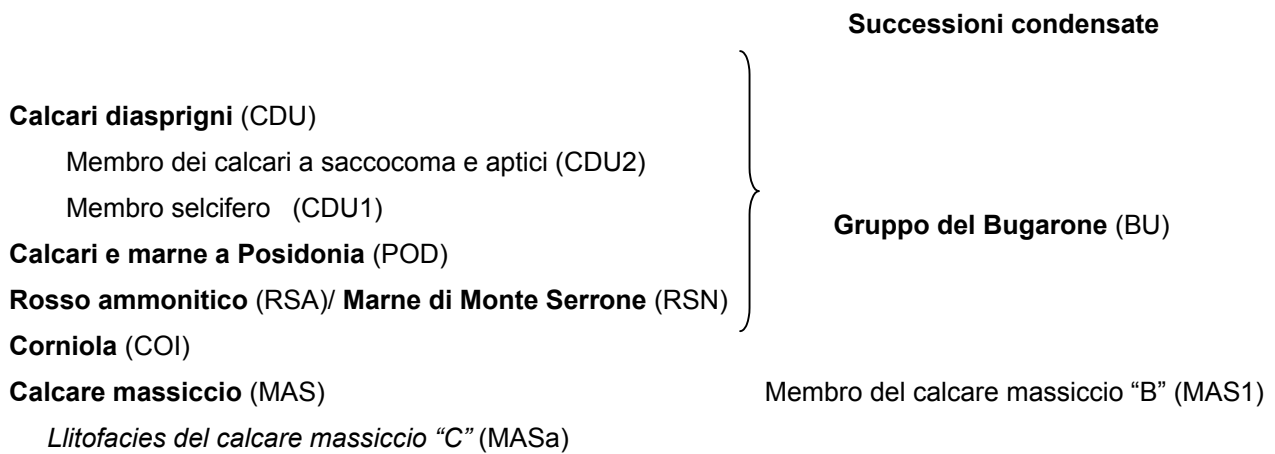 Successioni condensate
Calcari diasprigni (CDU)
Membro dei calcari a saccocoma e aptici (CDU2)
Membro selcifero (CDU1)
Gruppo del Bugarone (BU)
Calcari e marne a Posidonia (POD)
Rosso ammonitico (RSA)/ Marne di Monte Serrone (RSN)
Corniola (COI)
Calcare massiccio (MAS) Membro del calcare massiccio “B” (MAS1)
Llitofacies del calcare massiccio “C” (MASa)